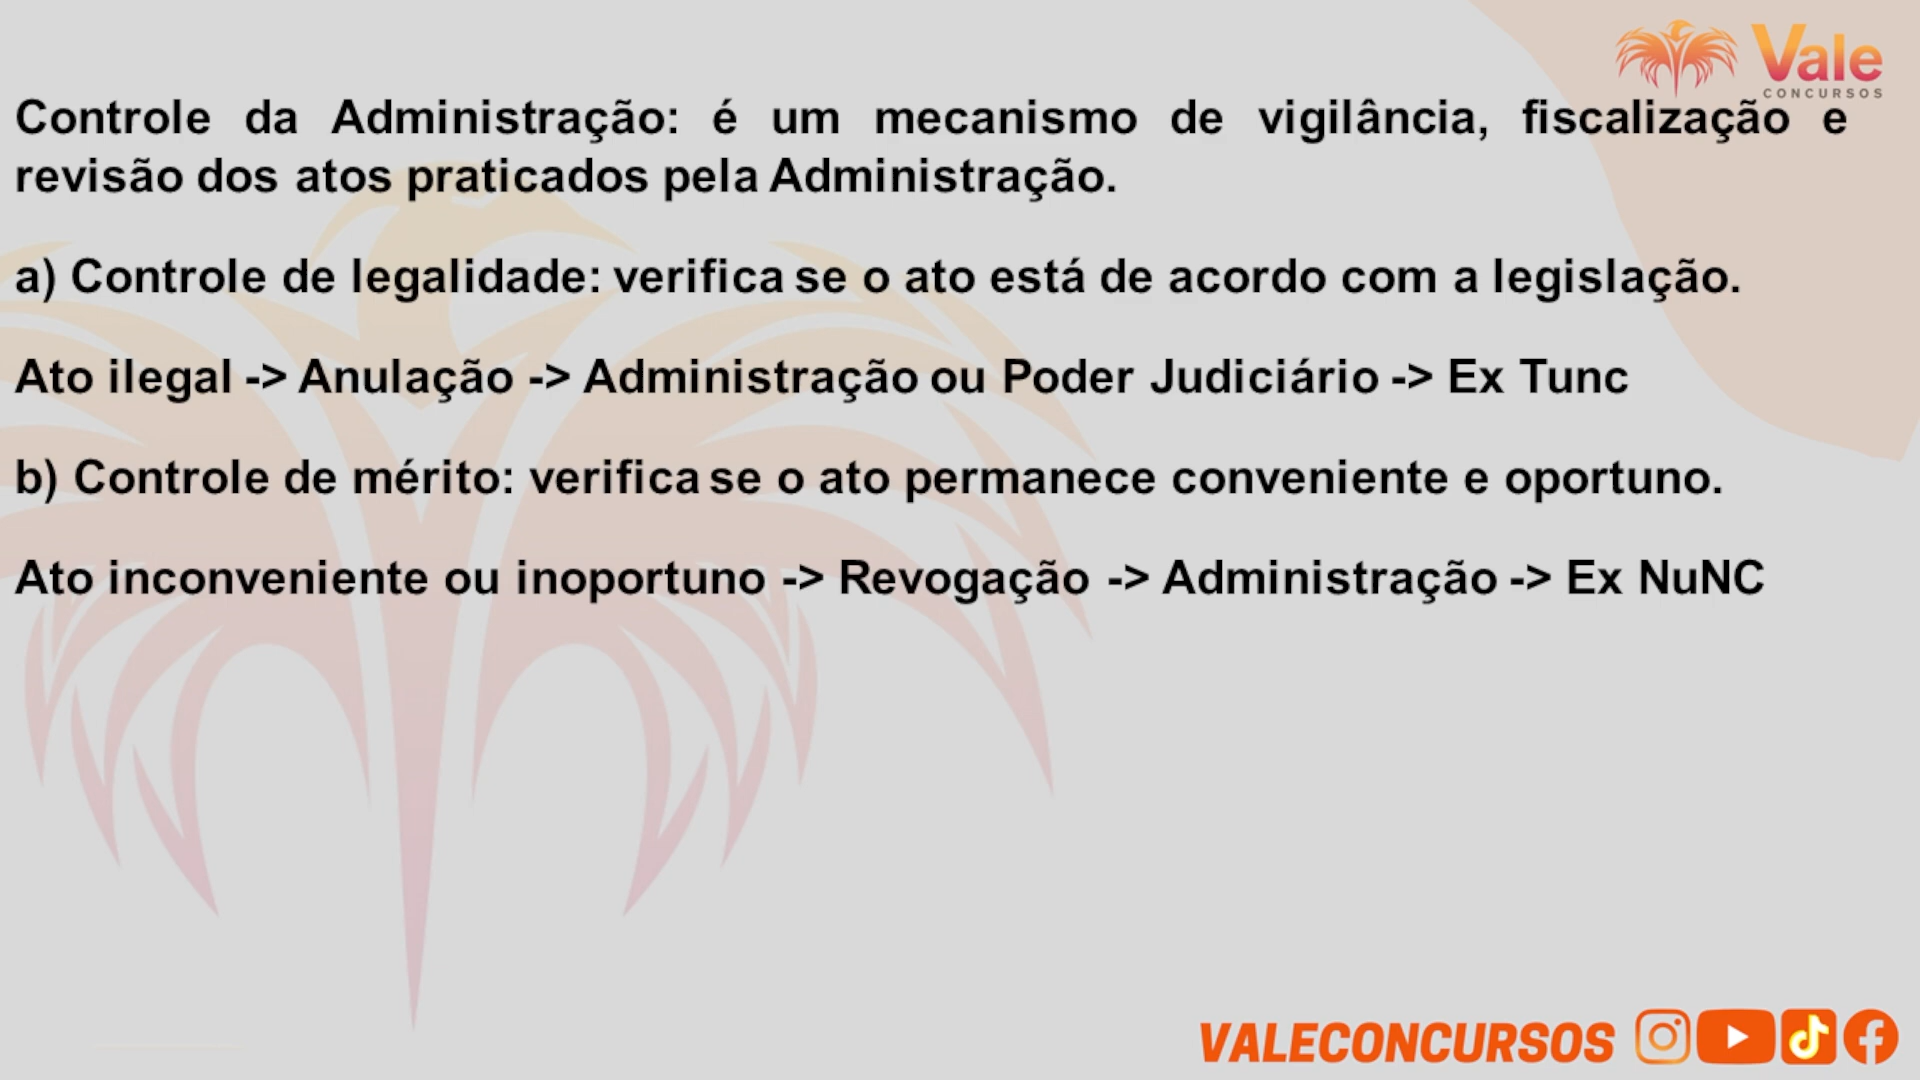 Vale
CONCURSOS
Controle da Administração: é um mecanismo de vigilância, fiscalização e
revisão dos atos praticados pela Administração.
a) Controle de legalidade: verifica se o ato está de acordo com a legislação.
Ato ilegal -> Anulação -> Administração ou Poder Judiciário -> Ex Tunc
b) Controle de mérito: verifica se o ato permanece conveniente e oportuno.
Ato inconveniente ou inoportuno -> Revogação -> Administração -> Ex NuNC
VALECONCURSOS